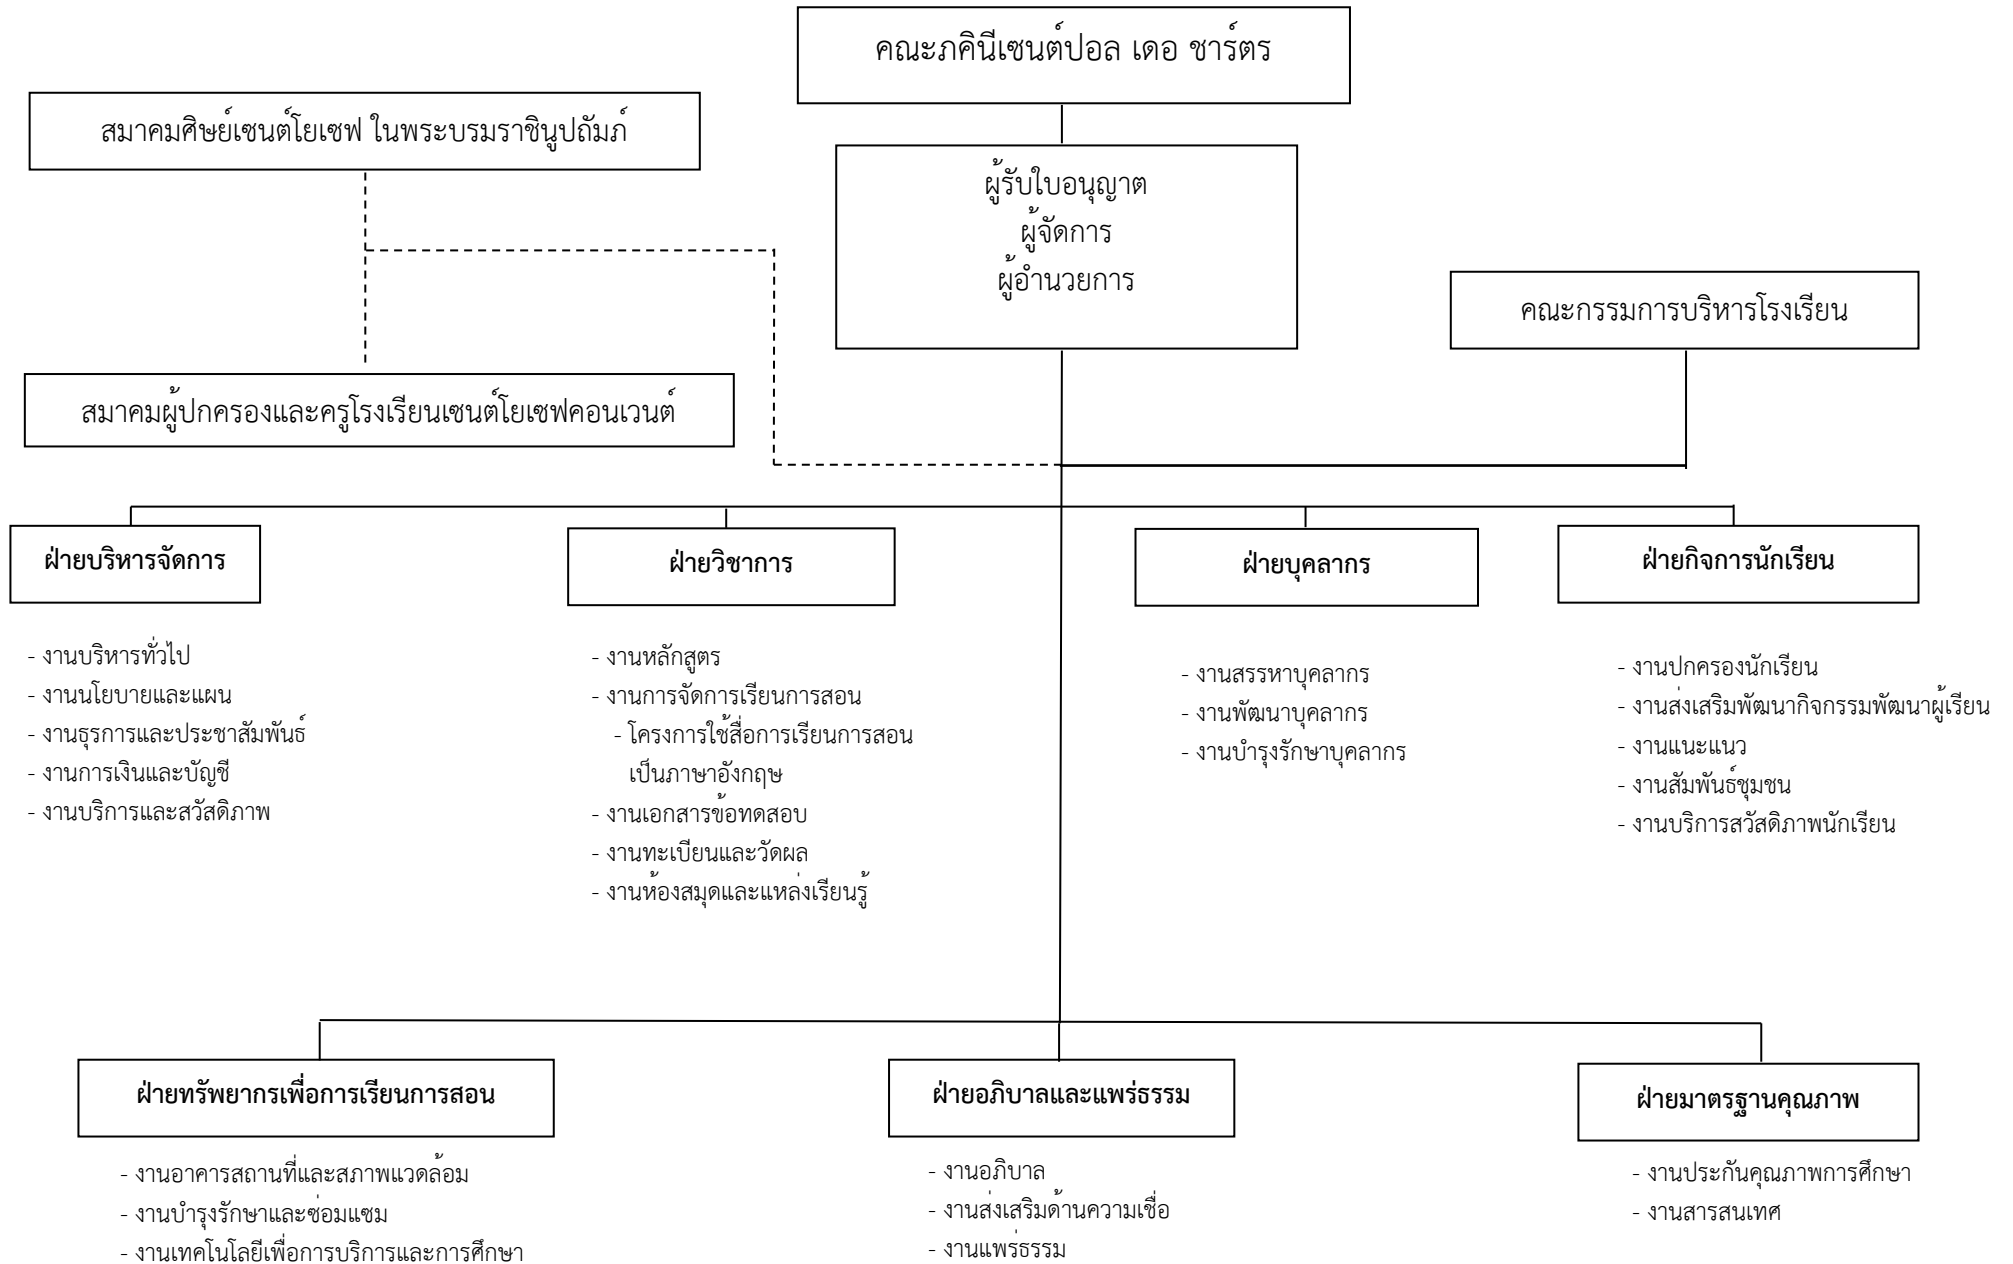 คณะภคินีเซนต์ปอล เดอ ชาร์ตร
สมาคมศิษย์เซนต์โยเซฟ ในพระบรมราชินูปถัมภ์
ผู้รับใบอนุญาต
ผู้จัดการ
ผู้อำนวยการ
คณะกรรมการบริหารโรงเรียน
สมาคมผู้ปกครองและครูโรงเรียนเซนต์โยเซฟคอนเวนต์
ฝ่ายบริหารจัดการ
- งานบริหารทั่วไป
- งานนโยบายและแผน
- งานธุรการและประชาสัมพันธ์
- งานการเงินและบัญชี
- งานบริการและสวัสดิภาพ
ฝ่ายวิชาการ
- งานหลักสูตร
- งานการจัดการเรียนการสอน
- โครงการใช้สื่อการเรียนการสอน
เป็นภาษาอังกฤษ
- งานเอกสารข้อทดสอบ
- งานทะเบียนและวัดผล
- งานห้องสมุดและแหล่งเรียนรู้
ฝ่ายบุคลากร
- งานสรรหาบุคลากร
- งานพัฒนาบุคลากร
- งานบำรุงรักษาบุคลากร
ฝ่ายกิจการนักเรียน
- งานปกครองนักเรียน
- งานส่งเสริมพัฒนากิจกรรมพัฒนาผู้เรียน
- งานแนะแนว
- งานสัมพันธ์ชุมชน
- งานบริการสวัสดิภาพนักเรียน
ฝ่ายทรัพยากรเพื่อการเรียนการสอน
- งานอาคารสถานที่และสภาพแวดล้อม
- งานบำรุงรักษาและซ่อมแซม
- งานเทคโนโลยีเพื่อการบริการและการศึกษา
ฝ่ายอภิบาลและแพร่ธรรม
- งานอภิบาล
- งานส่งเสริมด้านความเชื่อ
- งานแพร่ธรรม
ฝ่ายมาตรฐานคุณภาพ
- งานประกันคุณภาพการศึกษา
- งานสารสนเทศ